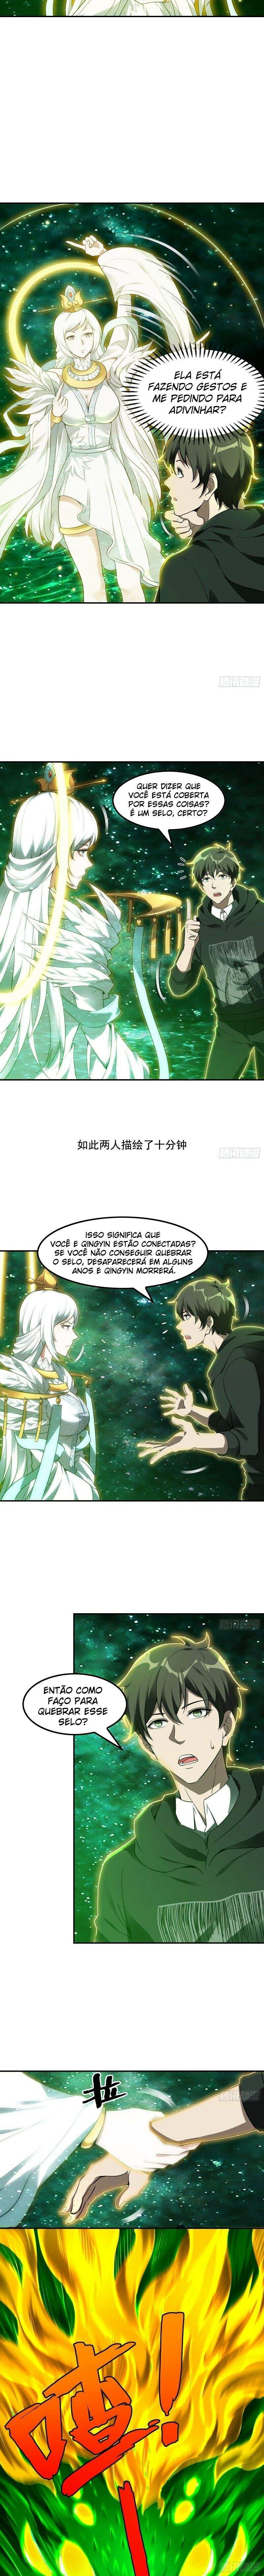 ELA ESTÁ
FAZENDO GESTOS E
ME PEDINDO PARA
ADIVINHAR?
QUER DIZER QUE
VOCÊ ESTÁ COBERTA
POR ESSAS COISAS?
É UM SELO, CERTO?
如此两人描绘了十分钟
ISSO SIGNIFICA QUE
VOCÊ E QINGYIN ESTÃO CONECTADAS?
SE VOCÊ NÃO CONSEGUIR QUEBRAR
O SELO, DESAPARECERÁ EM ALGUNS
ANOS E QINGYIN MORRERÁ.
ENTÃO COMO
FAÇO PARA
QUEBRAR ESSE
SELO?
拉
喳!